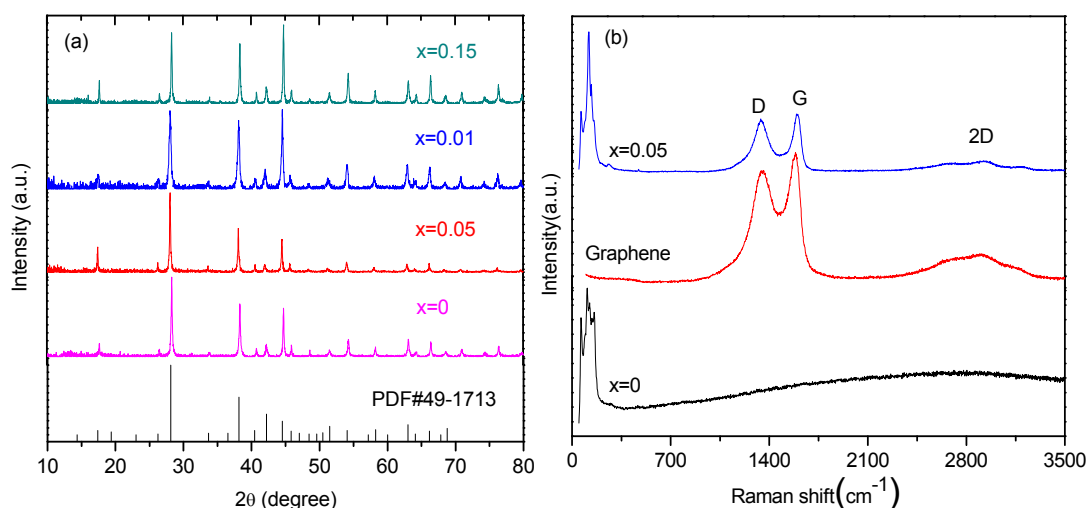 (a)
x=0.15
x=0.01
x=0.05
x=0
PDF#49-1713
Intensity (a.u.)
10 20 30 40 50 60 70 80
2θ (degree)
(b)
D G 2D
x=0.05
Graphene
x=0
Intensity(a.u.)
0 700 1400 2100 2800 3500
Raman shift(cm⁻¹)